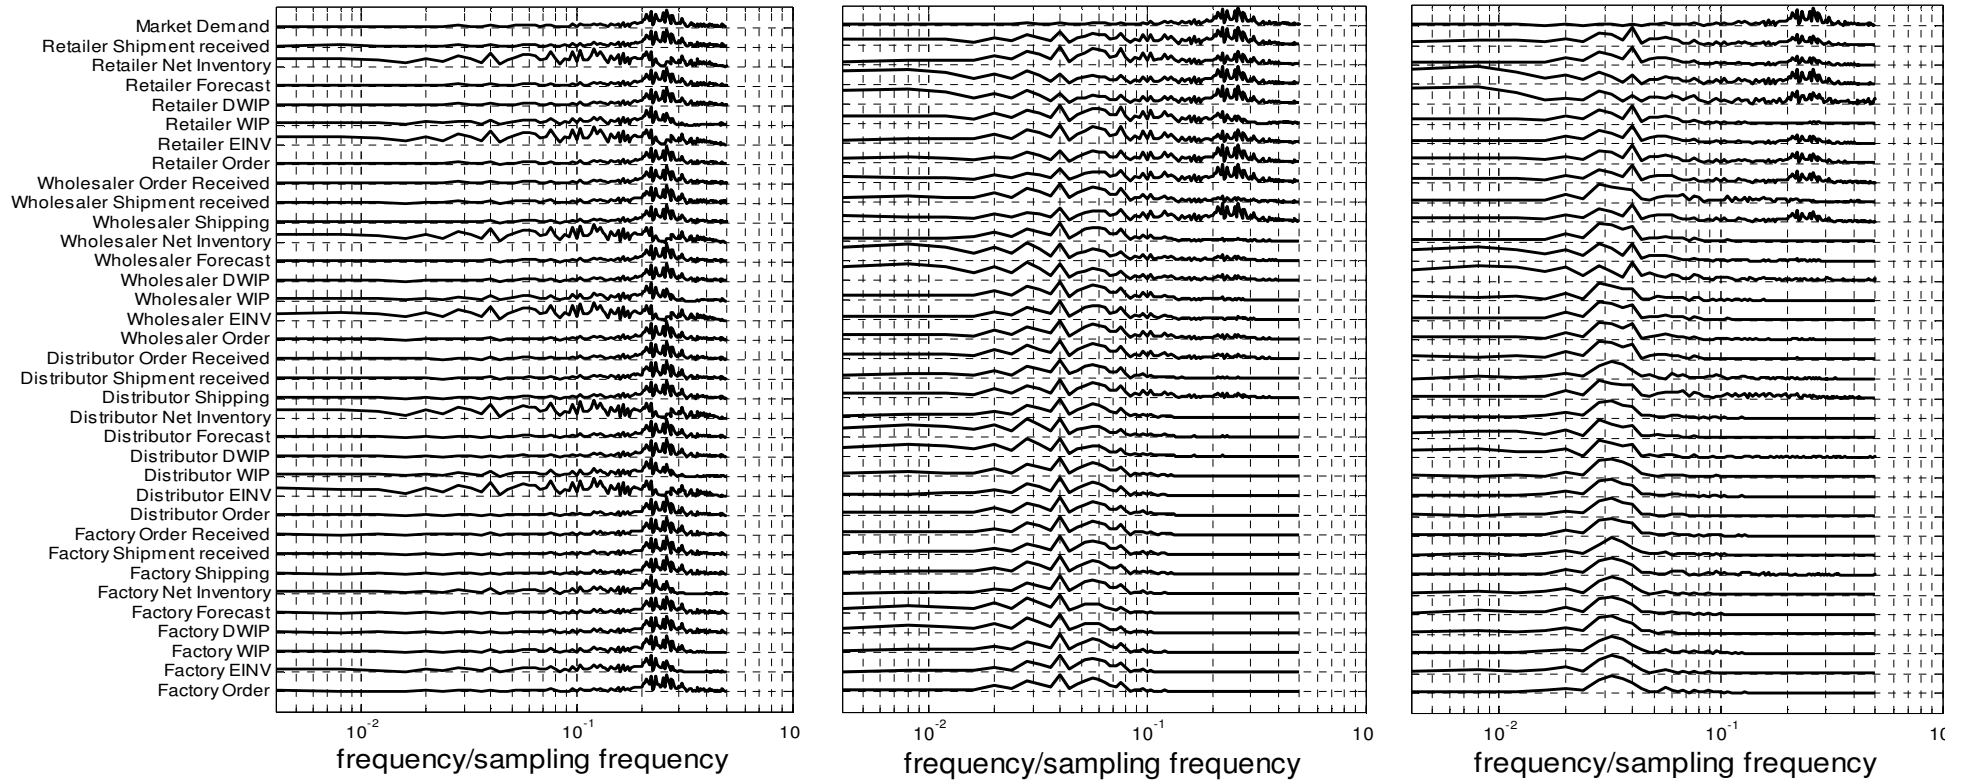 Market Demand
Retailer Shipment received
Retailer Net Inventory
Retailer Forecast
Retailer DWIP
Retailer WIP
Retailer EINV
Retailer Order
Wholesaler Order Received
Wholesaler Shipment received
Wholesaler Shipping
Wholesaler Net Inventory
Wholesaler Forecast
Wholesaler DWIP
Wholesaler WIP
Wholesaler EINV
Wholesaler Order
Distributor Order Received
Distributor Shipment received
Distributor Shipping
Distributor Net Inventory
Distributor Forecast
Distributor DWIP
Distributor WIP
Distributor EINV
Distributor Order
Factory Order Received
Factory Shipment received
Factory Shipping
Factory Net Inventory
Factory Forecast
Factory DWIP
Factory WIP
Factory EINV
Factory Order
10-2 10-1 10 10-2 10-1 10 10-2 10-1 10
frequency/sampling frequency frequency/sampling frequency frequency/sampling frequency